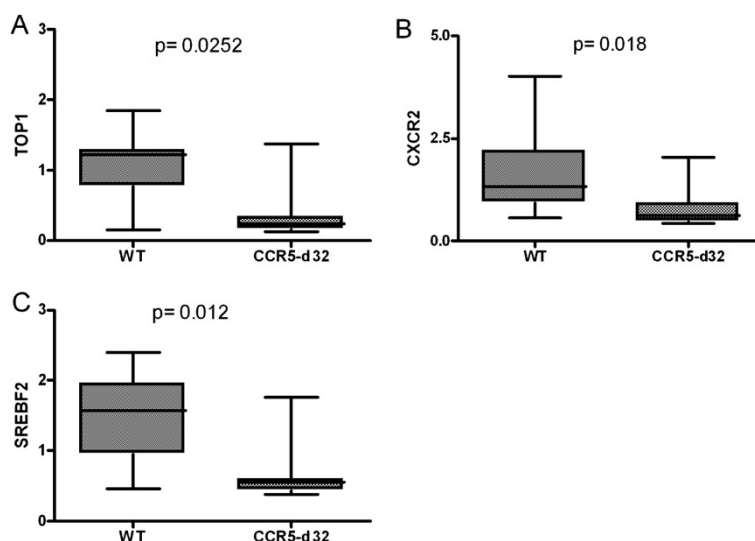 A
p= 0.0252
3
2
1
0
TOP1
WT
CCR5-d32
B
p= 0.018
5.0
2.5
0.0
CXCR2
WT
CCR5-d32
C
p= 0.012
3
2
1
0
SREBF2
WT
CCR5-d32